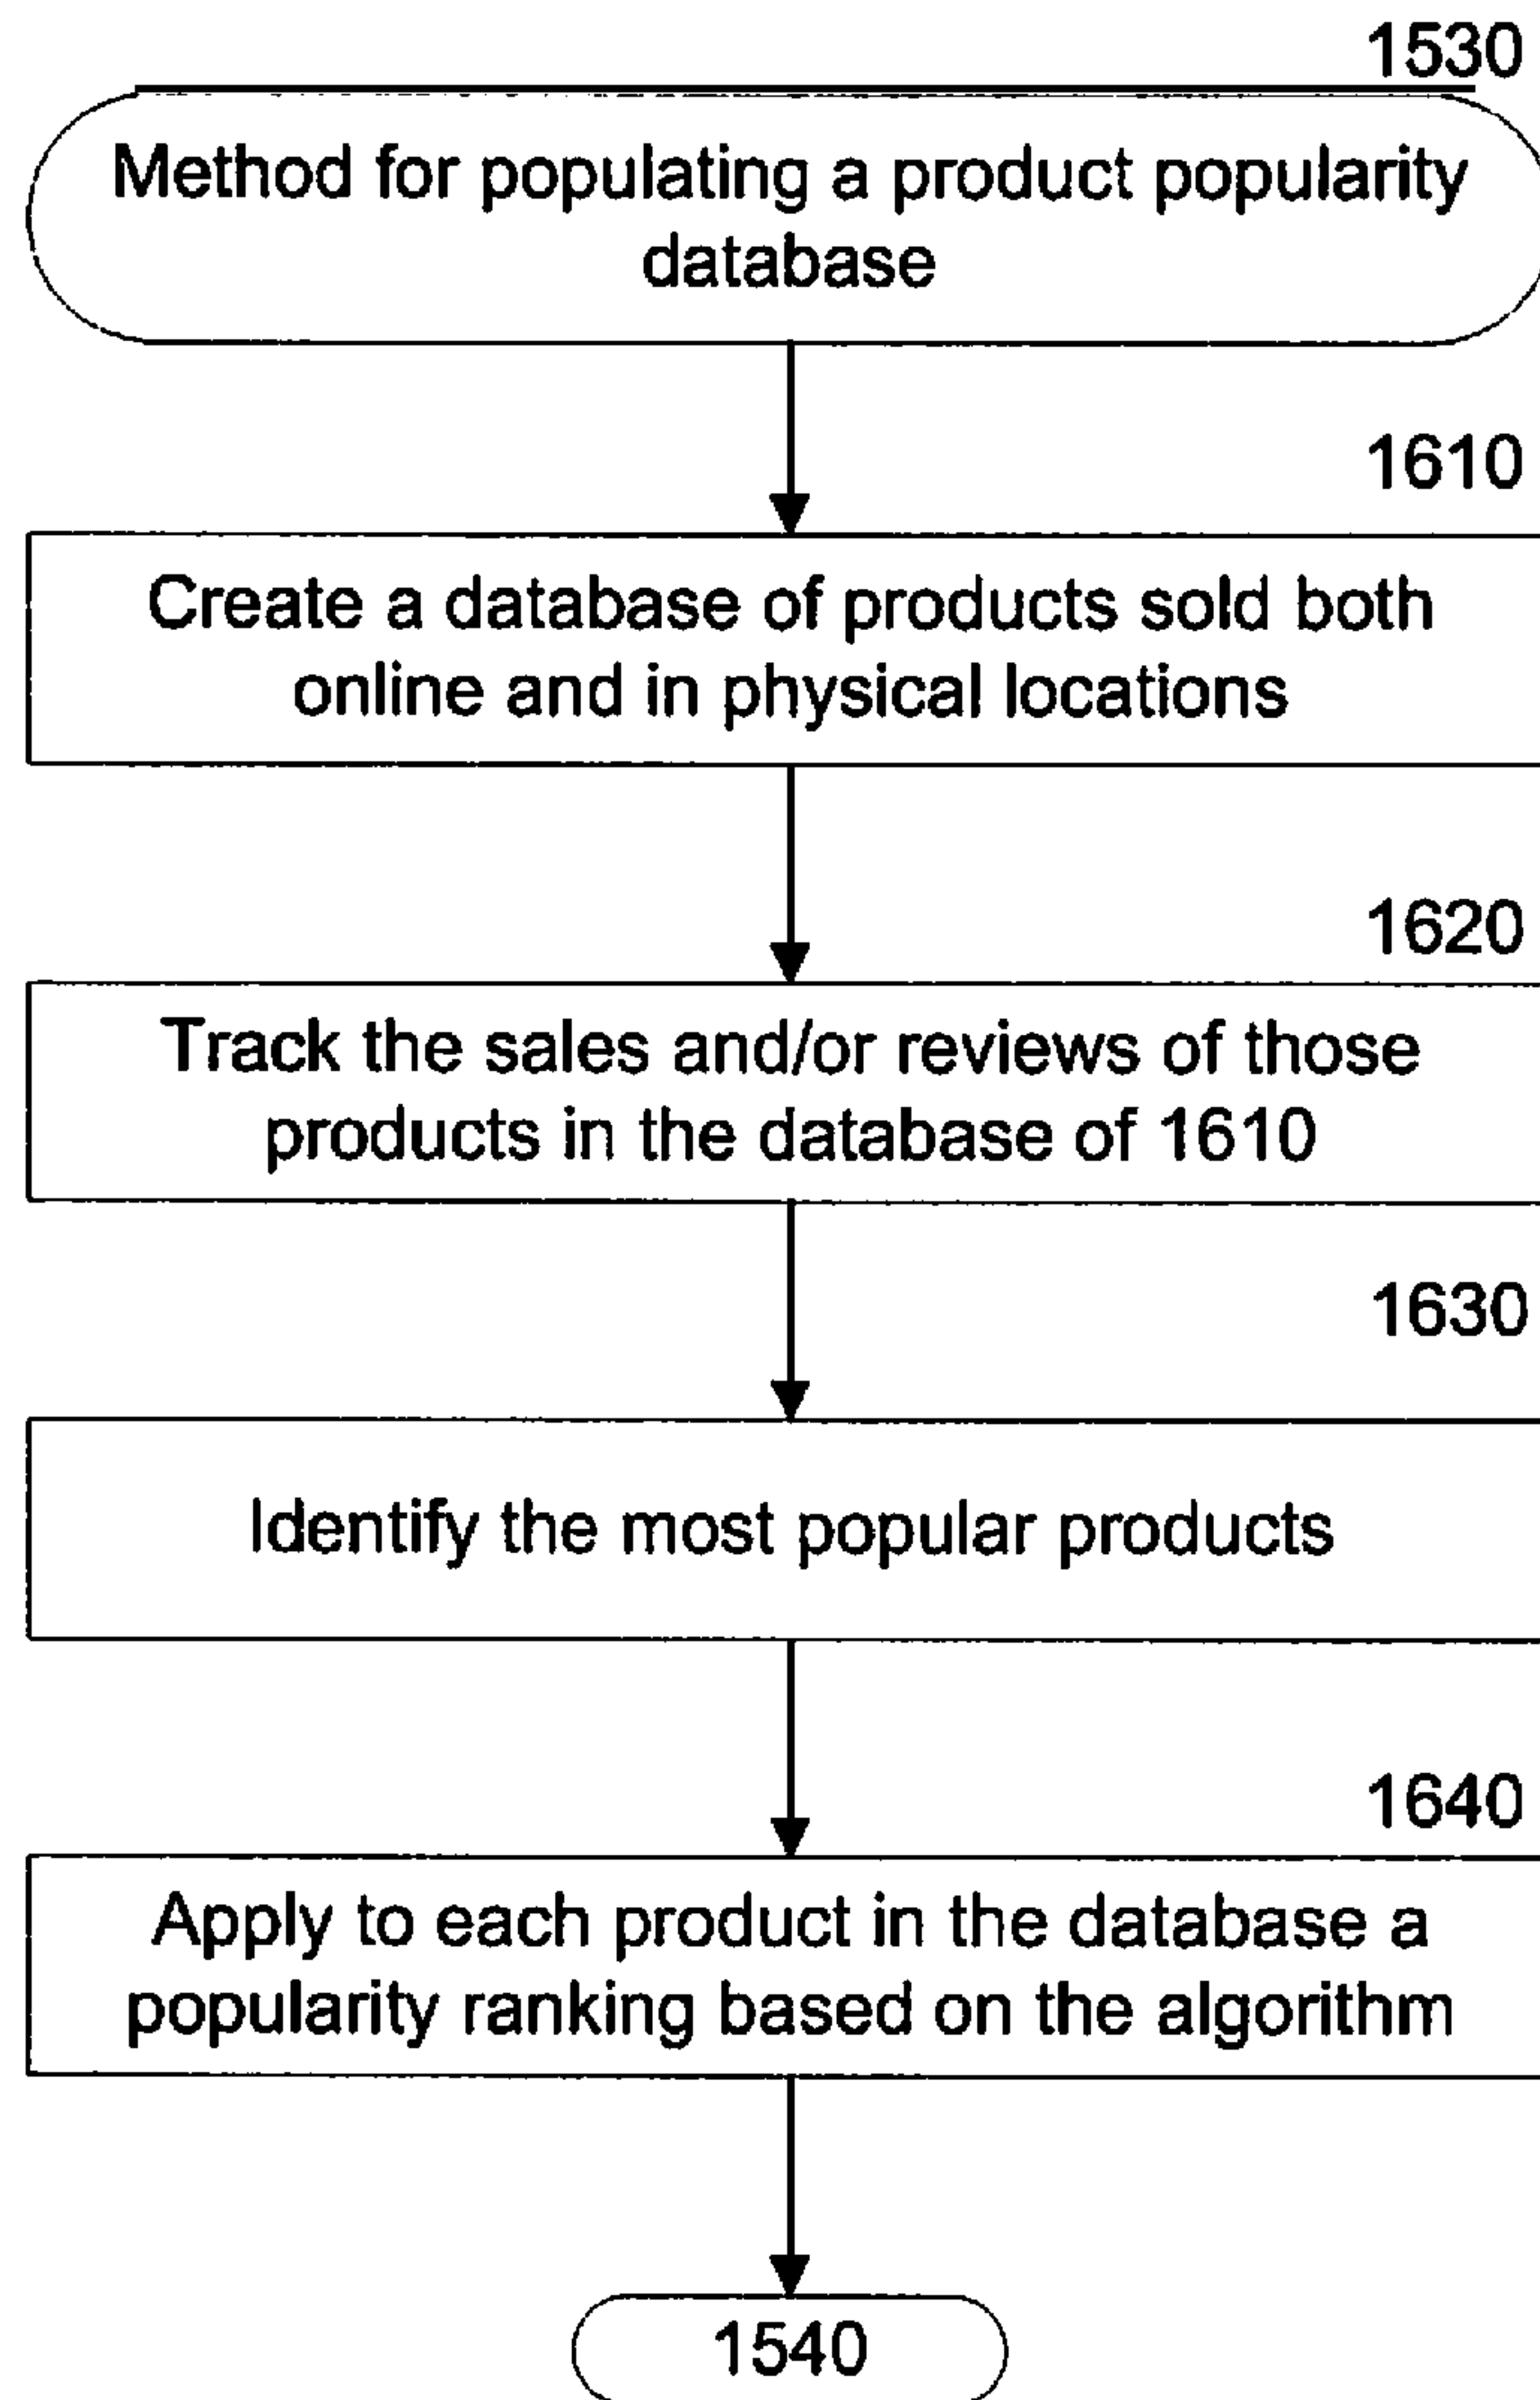 1530
Method for populating a product popularity
database
1610
Create a database of products sold both
online and in physical locations
1620
Track the sales and/or reviews of those
products in the database of 1610
1630
Identify the most popular products
1640
Apply to each product in the database a
popularity ranking based on the algorithm
1540